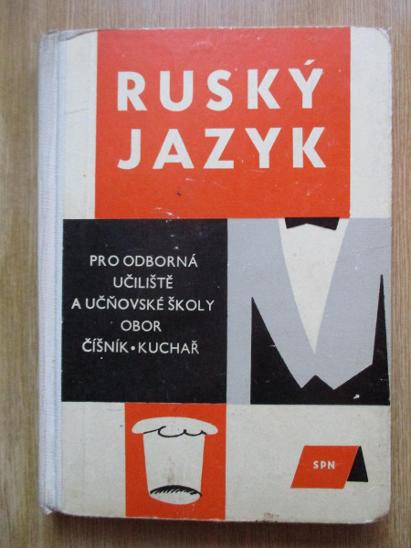 RUSKÝ
JAZYK
PRO ODBORNÁ
UČILIŠTĚ
A UČŇOVSKÉ ŠKOLY
OBOR
ČÍŠNÍK • KUCHAŘ
SPN